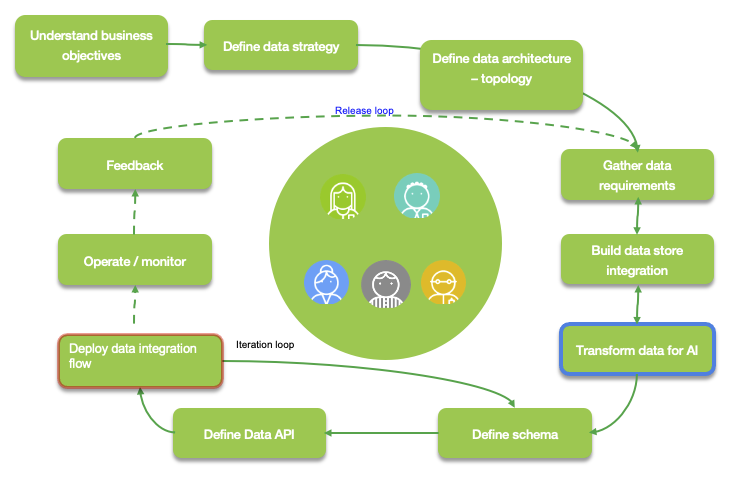 Understand business
objectives
Define data strategy
Define data architecture
– topology
Release loop
Feedback
Gather data
requirements
Operate / monitor
Build data store
integration
Deploy data integration
flow
Iteration loop
Transform data for AI
Define Data API
Define schema